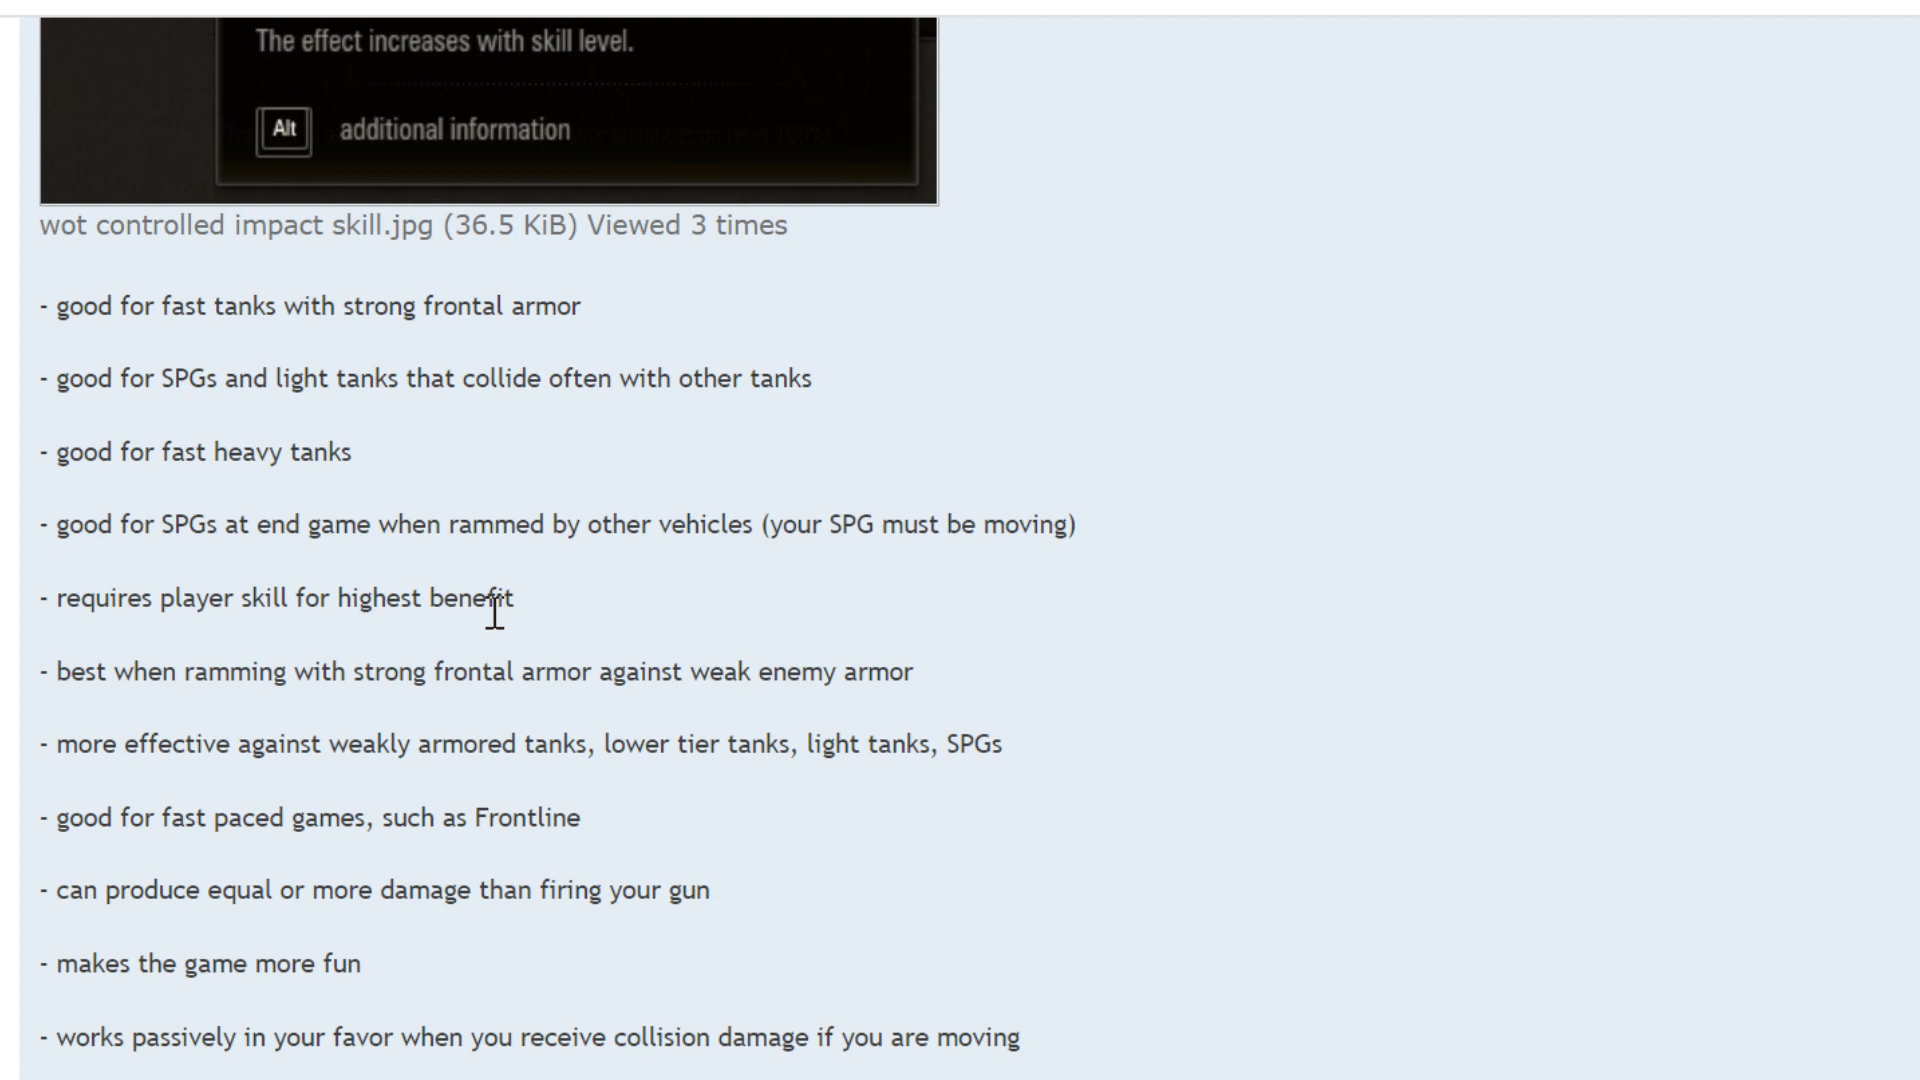 The effect increases with skill level.
Alt additional information
wot controlled impact skill.jpg (36.5 KiB) Viewed 3 times
- good for fast tanks with strong frontal armor
- good for SPGs and light tanks that collide often with other tanks
- good for fast heavy tanks
- good for SPGs at end game when rammed by other vehicles (your SPG must be moving)
- requires player skill for highest benefit
- best when ramming with strong frontal armor against weak enemy armor
- more effective against weakly armored tanks, lower tier tanks, light tanks, SPGs
- good for fast paced games, such as Frontline
- can produce equal or more damage than firing your gun
- makes the game more fun
- works passively in your favor when you receive collision damage if you are moving